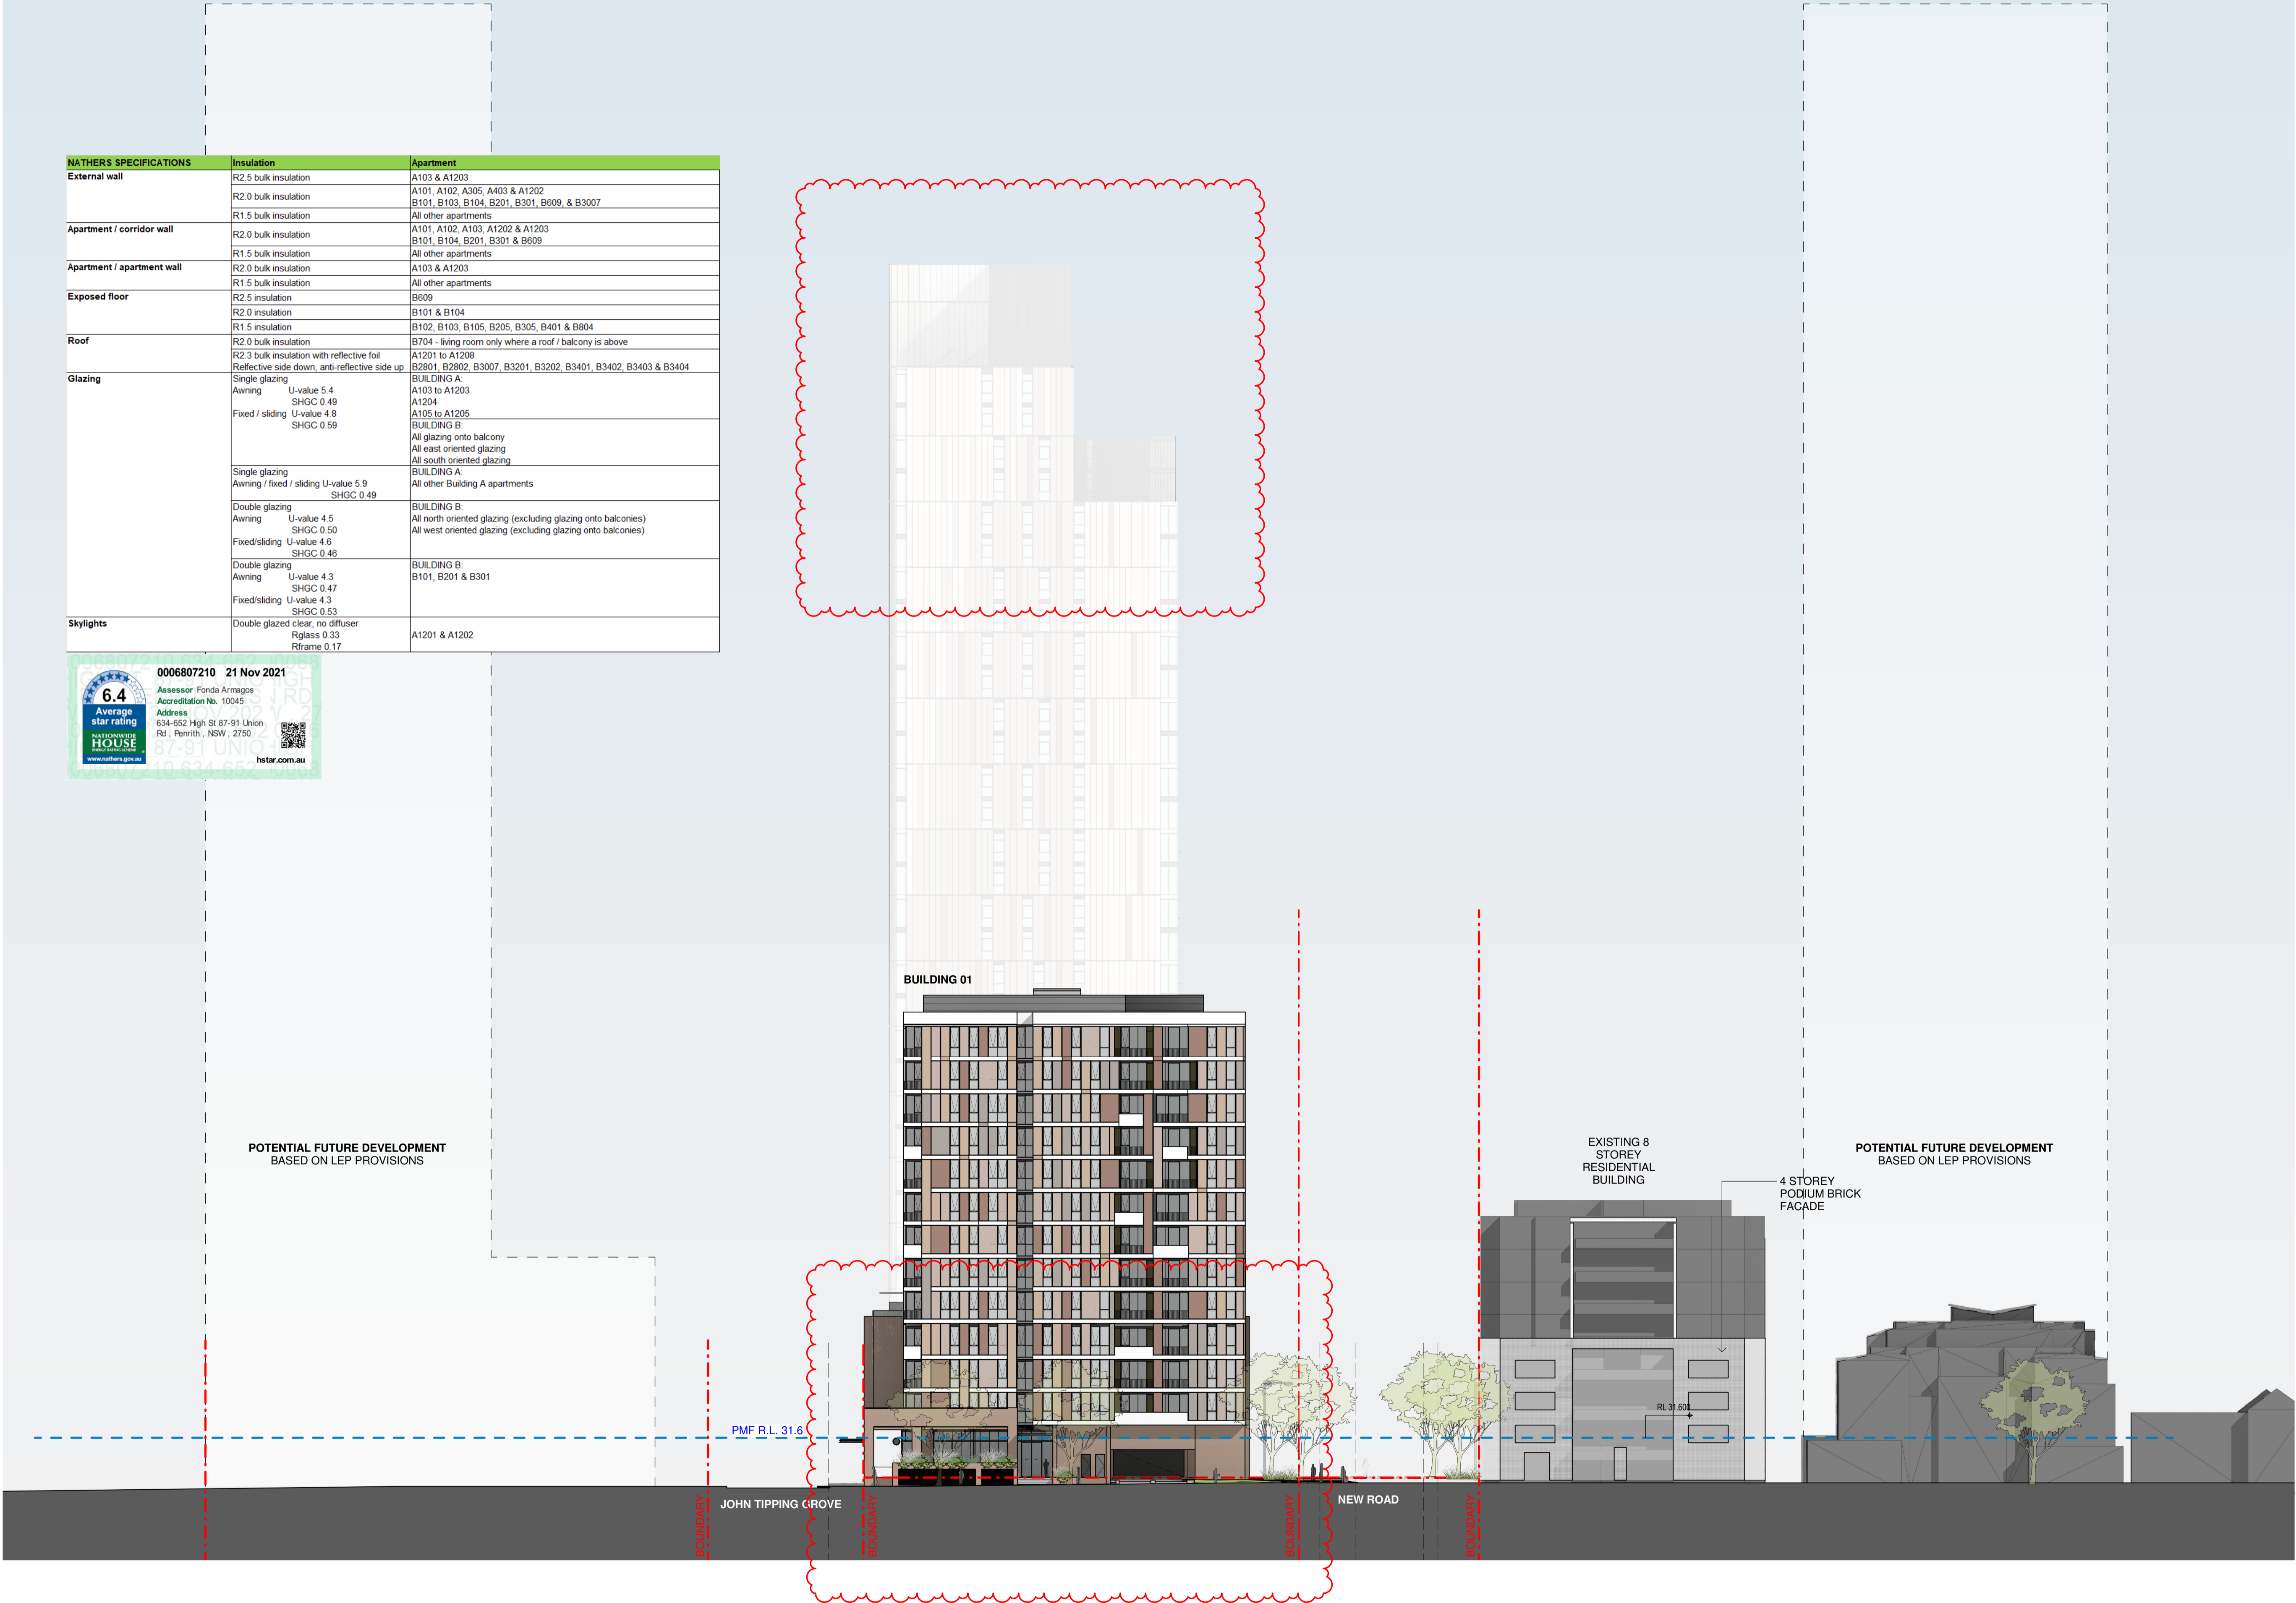 NATHERS SPECIFICATIONS Insulation Apartment
External wall R2.5 bulk insulation A103 & A1203
R2.0 bulk insulation A101, A102, A305, A403 & A1202
B101, B103, B104, B201, B301, B609, & B3007
R1.5 bulk insulation All other apartments
Apartment / corridor wall R2.0 bulk insulation A101, A102, A103, A1202 & A1203
B101, B104, B201, B301 & B609
R1.5 bulk insulation All other apartments
Apartment / apartment wall R2.0 bulk insulation A103 & A1203
R1.5 bulk insulation All other apartments
Exposed floor R2.5 insulation B609
R2.0 insulation B101 & B104
R1.5 insulation B102, B103, B105, B205, B305, B401 & B804
Roof R2.0 bulk insulation B704 - living room only where a roof / balcony is above
R2.3 bulk insulation with reflective foil A1201 to A1208
Relfective side down, anti-reflective side up B2801, B2802, B3007, B3201, B3202, B3401, B3402, B3403 & B3404
Glazing Single glazing BUILDING A:
Awning U-value 5.4 A103 to A1203
SHGC 0.49 A1204
Fixed / sliding U-value 4.8 A105 to A1205
SHGC 0.59 BUILDING B:
All glazing onto balcony
All east oriented glazing
All south oriented glazing
Single glazing BUILDING A:
Awning / fixed / sliding U-value 5.9 All other Building A apartments
SHGC 0.49
Double glazing BUILDING B:
Awning U-value 4.5 All north oriented glazing (excluding glazing onto balconies)
SHGC 0.50 All west oriented glazing (excluding glazing onto balconies)
Fixed/sliding U-value 4.6
SHGC 0.46
Double glazing BUILDING B:
Awning U-value 4.3 B101, B201 & B301
SHGC 0.47
Fixed/sliding U-value 4.3
SHGC 0.53
Skylights Double glazed clear, no diffuser
Rglass 0.33 A1201 & A1202
Rframe 0.17
0006807210 21 Nov 2021
6.4
Average
star rating
NATIONWIDE
HOUSE
ENERGY RATING SCHEME
www.nathers.gov.au
Assessor Fonda Armagos
Accreditation No. 10045
Address
634-652 High St 87-91 Union
Rd , Penrith , NSW , 2750
hstar.com.au
BUILDING 01
POTENTIAL FUTURE DEVELOPMENT
BASED ON LEP PROVISIONS
EXISTING 8
STOREY
RESIDENTIAL
BUILDING
4 STOREY
PODIUM BRICK
FACADE
POTENTIAL FUTURE DEVELOPMENT
BASED ON LEP PROVISIONS
PMF R.L. 31.6
RL 31,600
JOHN TIPPING GROVE
NEW ROAD
BOUNDARY
BOUNDARY
BOUNDARY
BOUNDARY